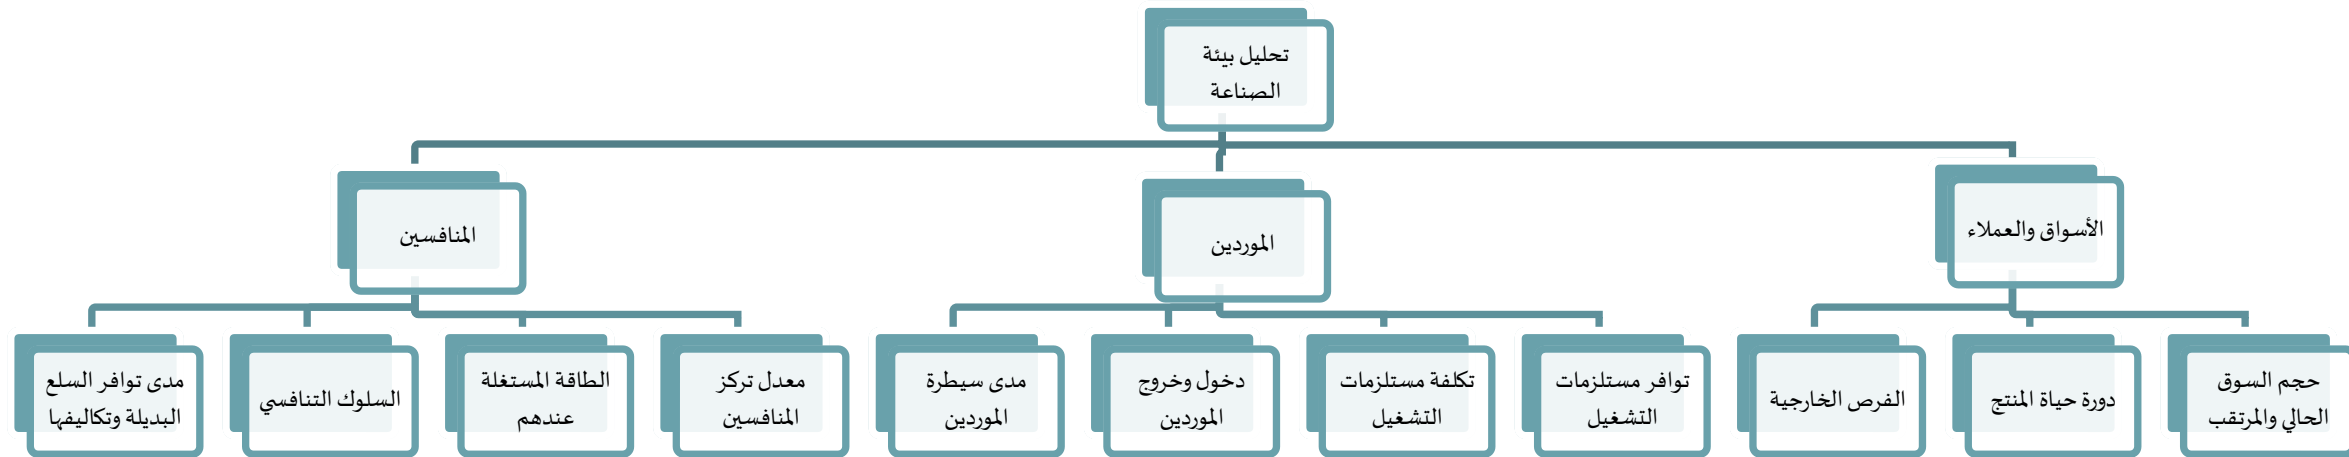 تحليل بيئة
الصناعة
الأسواق والعملاء
الموردين
المنافسين
حجم السوق
الحالي والمرتقب
دورة حياة المنتج
الفرص الخارجية
توافر مستلزمات
التشغيل
تكلفة مستلزمات
التشغيل
دخول وخروج
الموردين
مدى سيطرة
الموردين
معدل تركز
المنافسين
الطاقة المستغلة
عندهم
السلوك التنافسي
مدى توافر السلع
البديلة وتكاليفها